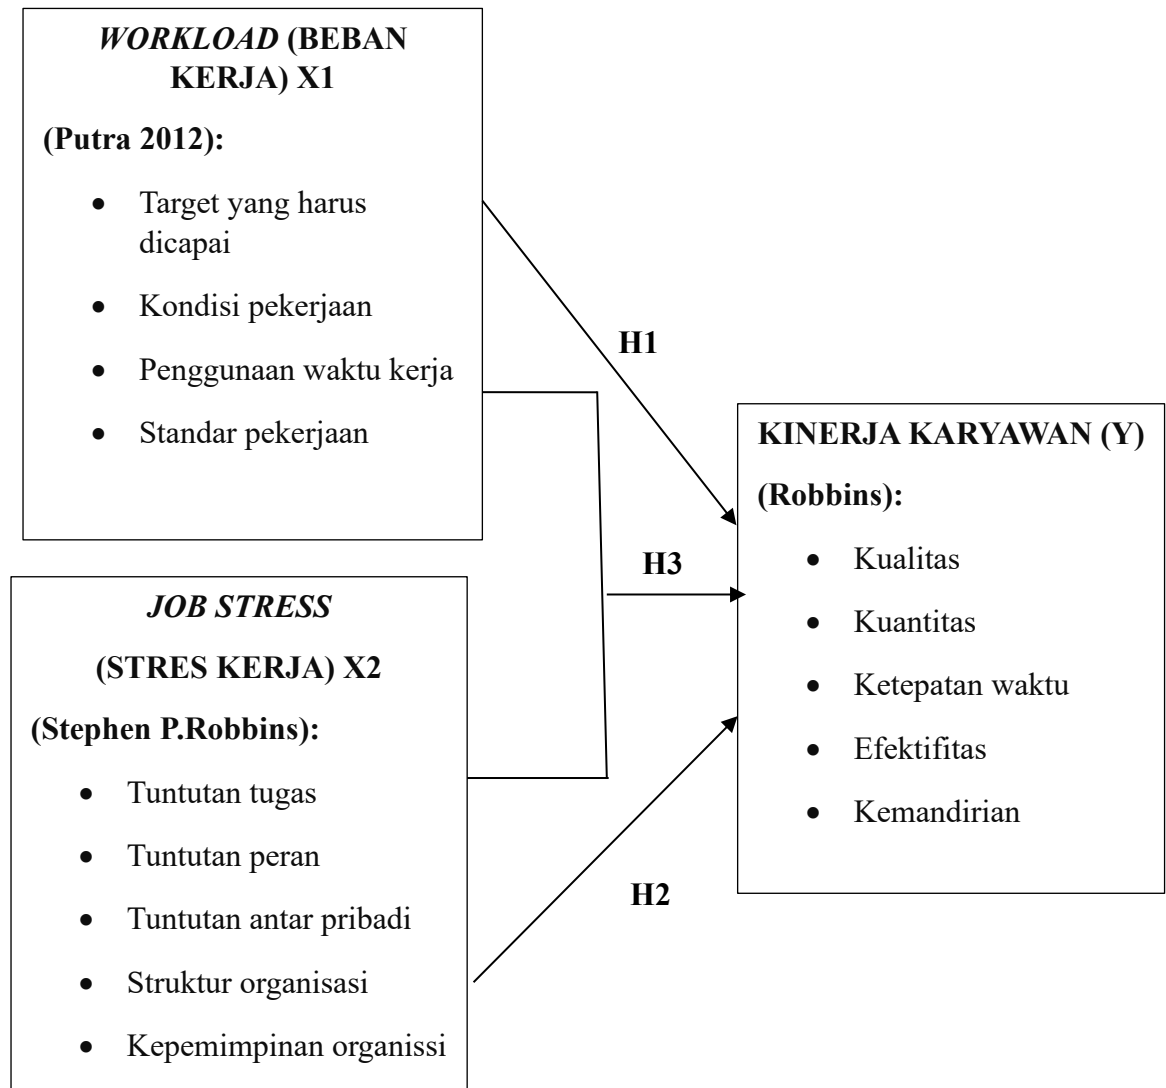 WORKLOAD (BEBAN
KERJA) X1
(Putra 2012):
• Target yang harus
dicapai
• Kondisi pekerjaan
• Penggunaan waktu kerja
• Standar pekerjaan
H1
H3
H2
JOB STRESS
(STRES KERJA) X2
(Stephen P.Robbins):
• Tuntutan tugas
• Tuntutan peran
• Tuntutan antar pribadi
• Struktur organisasi
• Kepemimpinan organissi
KINERJA KARYAWAN (Y)
(Robbins):
• Kualitas
• Kuantitas
• Ketepatan waktu
• Efektifitas
• Kemandirian